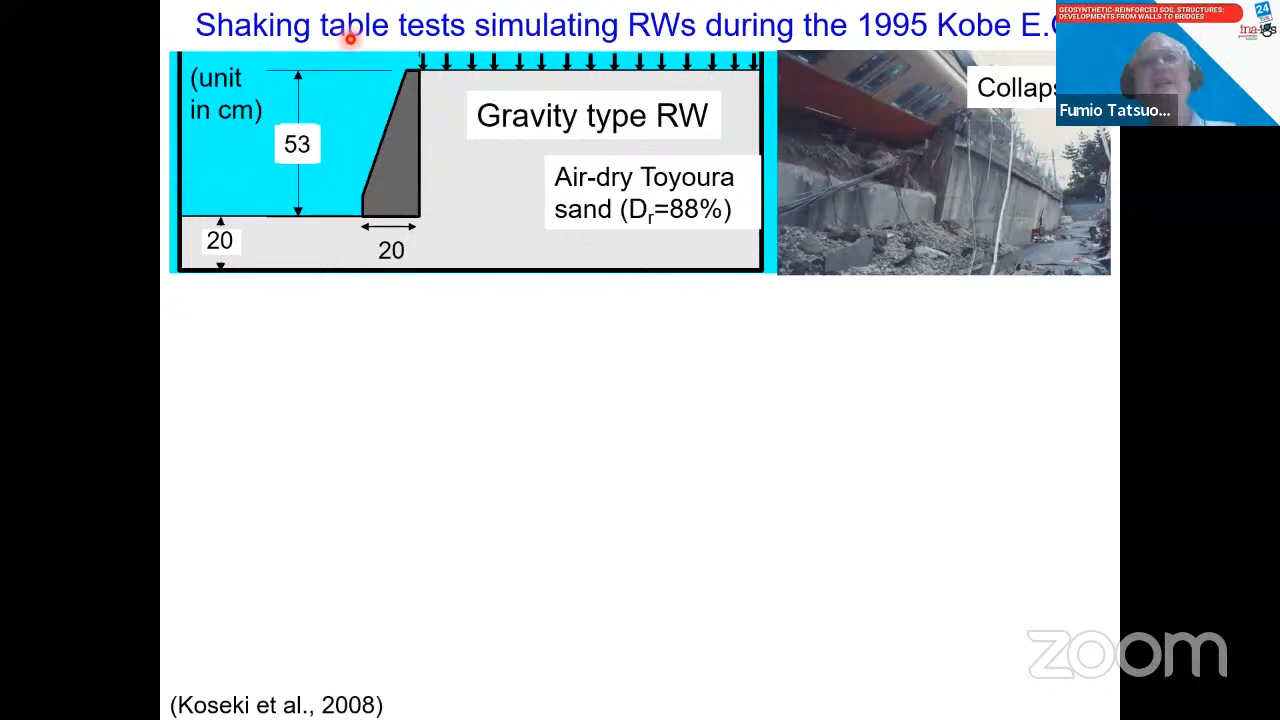 Shaking table tests simulating RWs during the 1995 Kobe E.
(unit
in cm)
53
20
20
Gravity type RW
Air-dry Toyoura
sand (Dr=88%)
Collaps
GEOSYNTHETIC-REINFORCED SOIL STRUCTURES:
DEVELOPMENTS FROM WALLS TO BRIDGES
24
Fumio Tatsuo...
zoom
(Koseki et al., 2008)